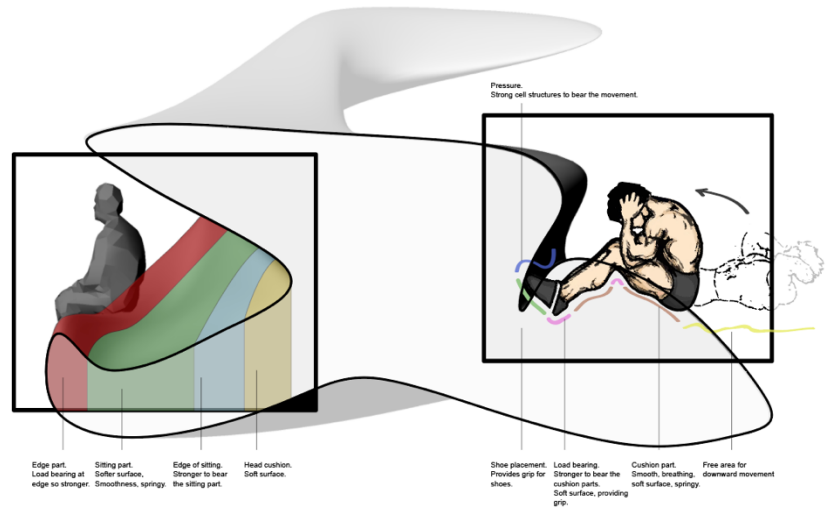 Pressure.
Strong cell structures to bear the movement.
Edge part.
Load bearing at
edge so stronger.
Sitting part.
Softer surface,
Smoothness, springy.
Edge of sitting.
Stronger to bear
the sitting part.
Head cushion.
Soft surface.
Shoe placement.
Provides grip for
shoes.
Load bearing.
Stronger to bear the
cushion parts.
Soft surface, providing
grip.
Cushion part.
Smooth, breathing,
soft surface, springy.
Free area for
downward movement